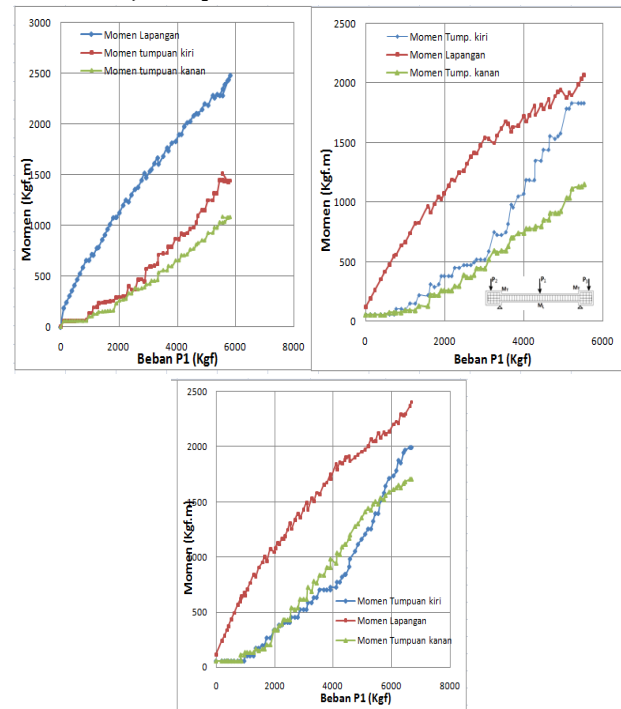 3000
2500
2000
1500
1000
500
0
Momen (Kgf.m)
Momen Lapangan
Momen tumpuan kiri
Momen tumpuan kanan
0 2000 4000 6000 8000
Beban P1 (Kgf)
2500
2000
1500
1000
500
0
Momen (Kgf.m)
Momen Tump. kiri
Momen Lapangan
Momen Tump. kanan
0 2000 4000 6000
Beban P1 (Kgf)
2500
2000
1500
1000
500
0
Momen (Kgf.m)
Momen Tumpuan kiri
Momen Lapangan
Momen Tumpuan kanan
0 2000 4000 6000 8000
Beban P1 (Kgf)